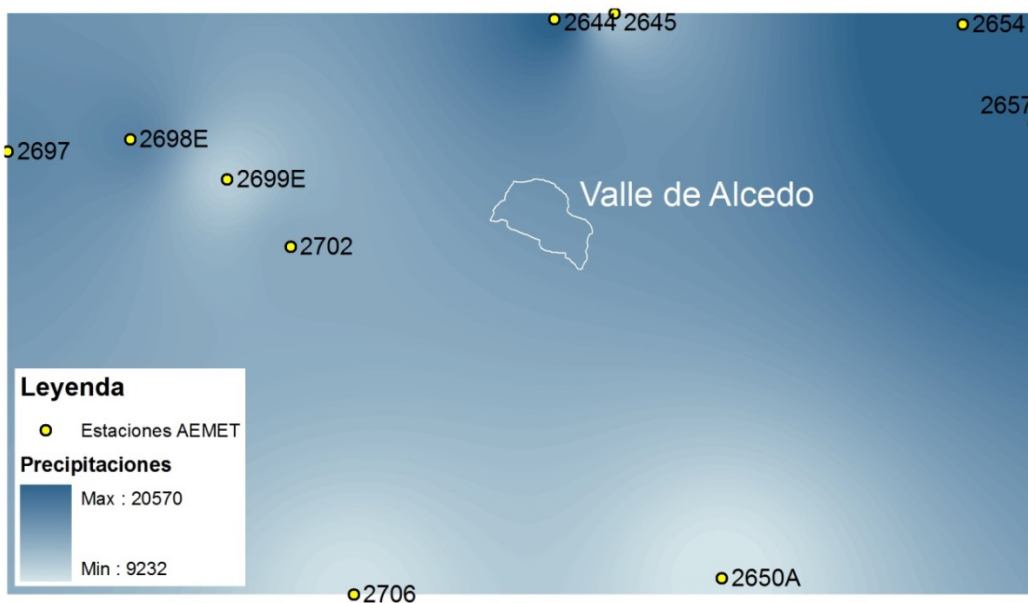 2644
2645
2654
2657
2698E
2697
2699E
Valle de Alcedo
2702
Leyenda
Estaciones AEMET
Precipitaciones
Max : 20570
Min : 9232
2650A
2706